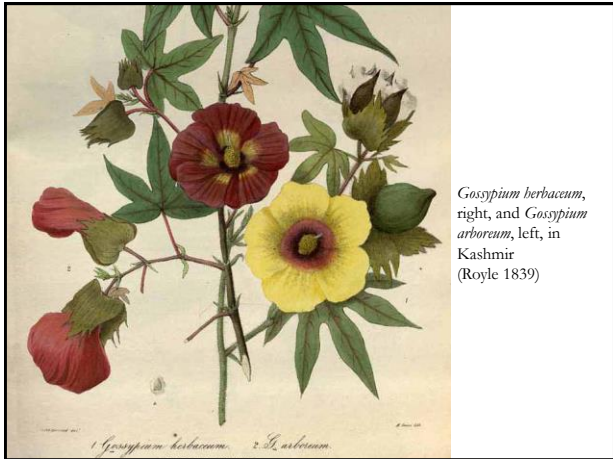 Gossypium herbaceum,
right, and Gossypium
arboreum, left, in
Kashmir
(Royle 1839)
1 Gossypium herbaceum. 2 G. arboreum.